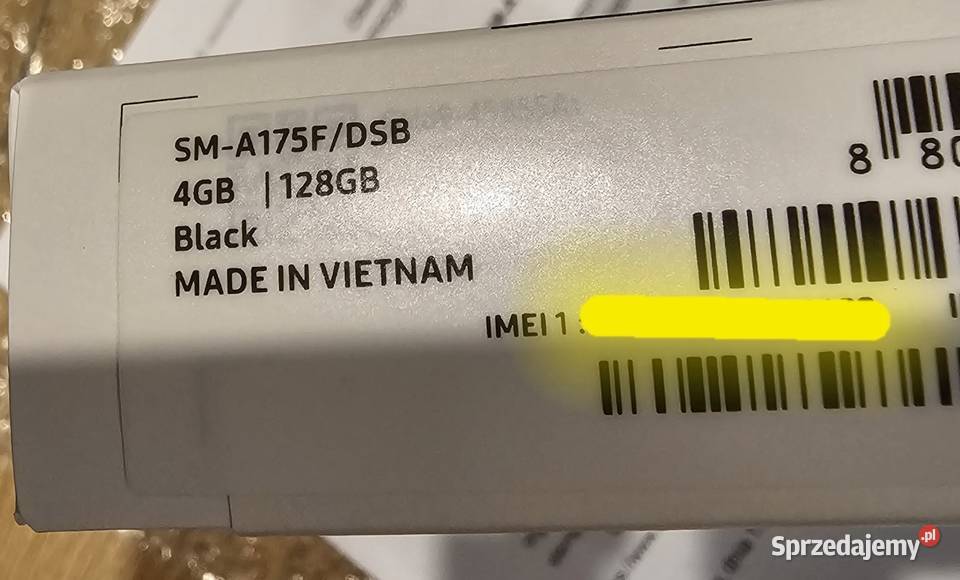 SM-A175F/DSB
4GB | 128GB
Black
MADE IN VIETNAM
8 80
IMEI 1 :
Sprzedajemy.pl